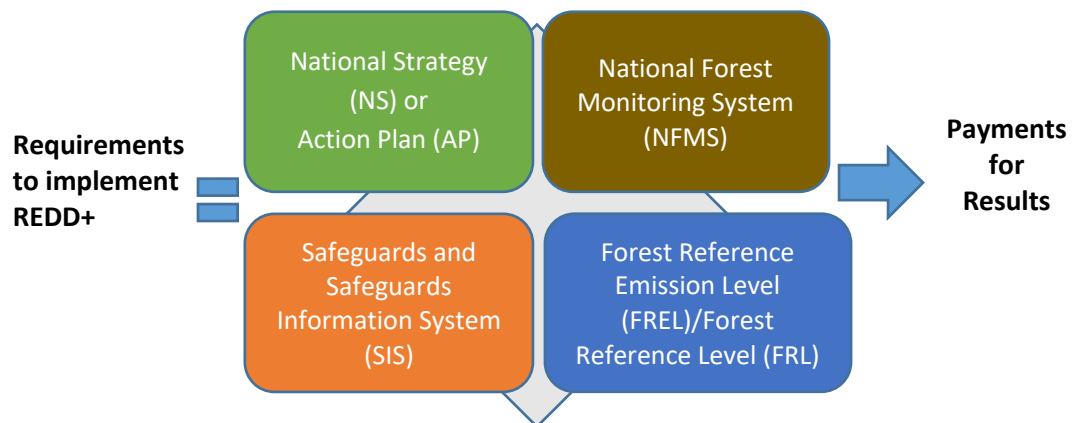 Requirements
to implement
REDD+
National Strategy
(NS) or
Action Plan (AP)
National Forest
Monitoring System
(NFMS)
Safeguards and
Safeguards
Information System
(SIS)
Forest Reference
Emission Level
(FREL)/Forest
Reference Level (FRL)
Payments
for
Results